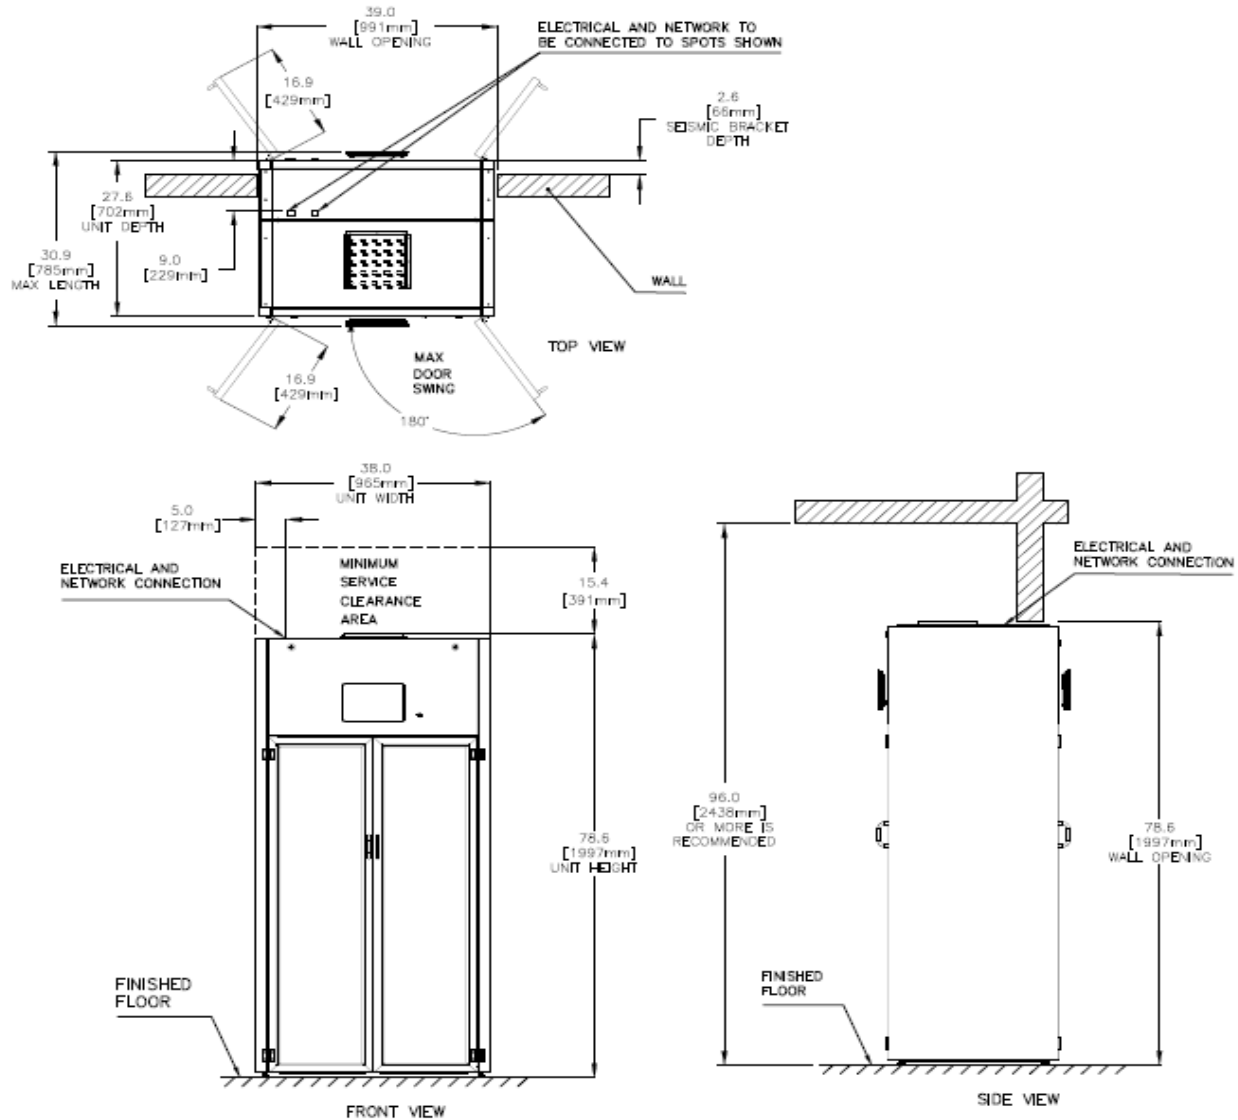 39.0
[991mm]
WALL OPENING
ELECTRICAL AND NETWORK TO
BE CONNECTED TO SPOTS SHOWN
16.9
[429mm]
2.6
[66mm]
SEISMIC BRACKET
DEPTH
27.6
[702mm]
UNIT DEPTH
30.9
[785mm]
MAX LENGTH
9.0
[229mm]
WALL
TOP VIEW
MAX
DOOR
SWING
16.9
[429mm]
180°
38.0
[965mm]
UNIT WIDTH
5.0
[127mm]
ELECTRICAL AND
NETWORK CONNECTION
MINIMUM
SERVICE
CLEARANCE
AREA
15.4
[391mm]
ELECTRICAL AND
NETWORK CONNECTION
96.0
[2438mm]
OR MORE IS
RECOMMENDED
78.6
[1997mm]
UNIT HEIGHT
78.6
[1997mm]
WALL OPENING
FINISHED
FLOOR
FINISHED
FLOOR
FRONT VIEW
SIDE VIEW